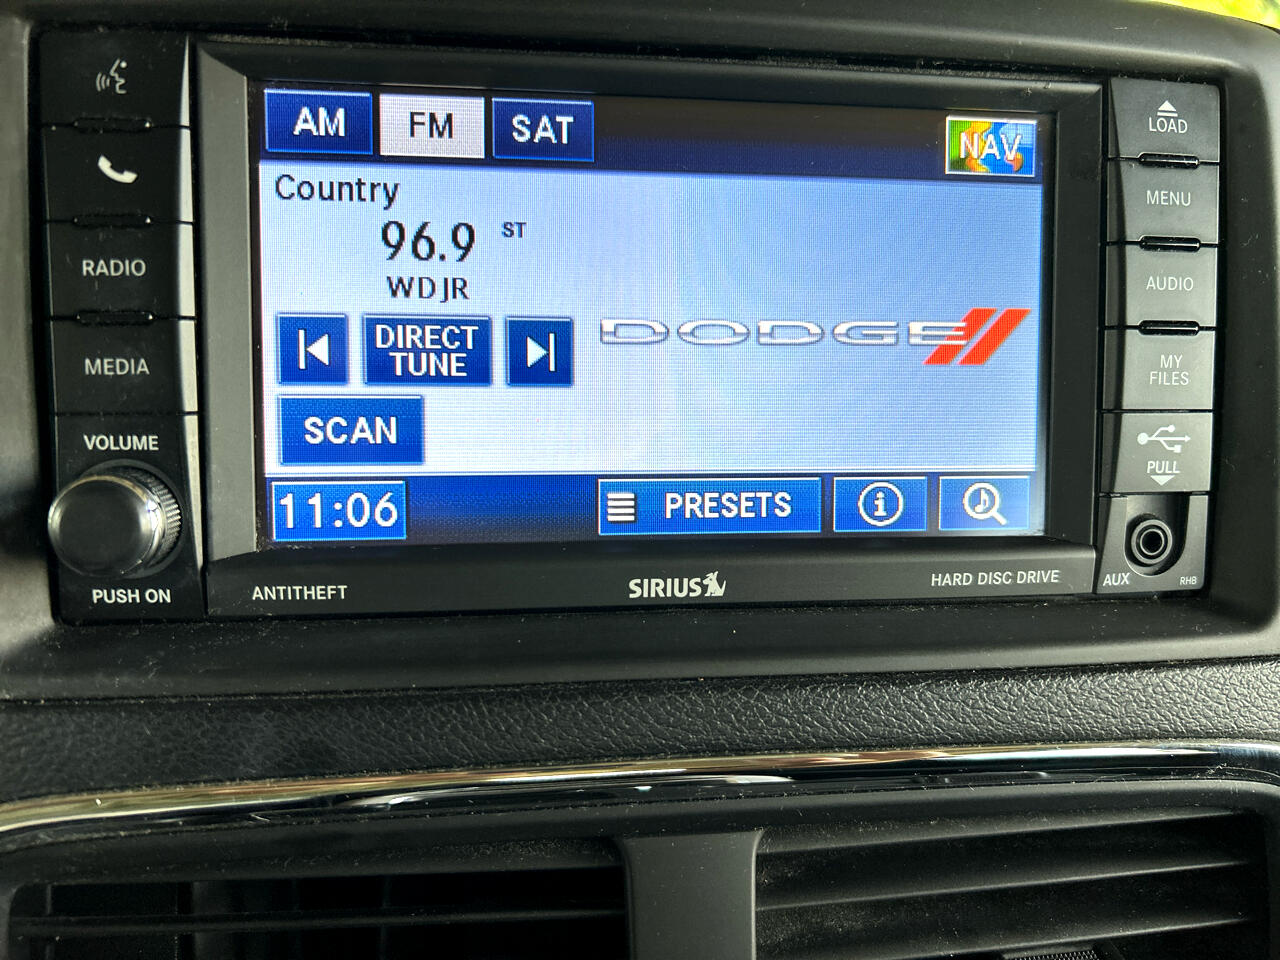 AM FM SAT
NAV
Country
96.9 ST
WDJR
DIRECT
TUNE
DODGE
SCAN
11:06 PRESETS i
RADIO
MEDIA
VOLUME
PUSH ON
LOAD
MENU
AUDIO
MY
FILES
PULL
AUX RHB
ANTITHEFT SIRIUS HARD DISC DRIVE